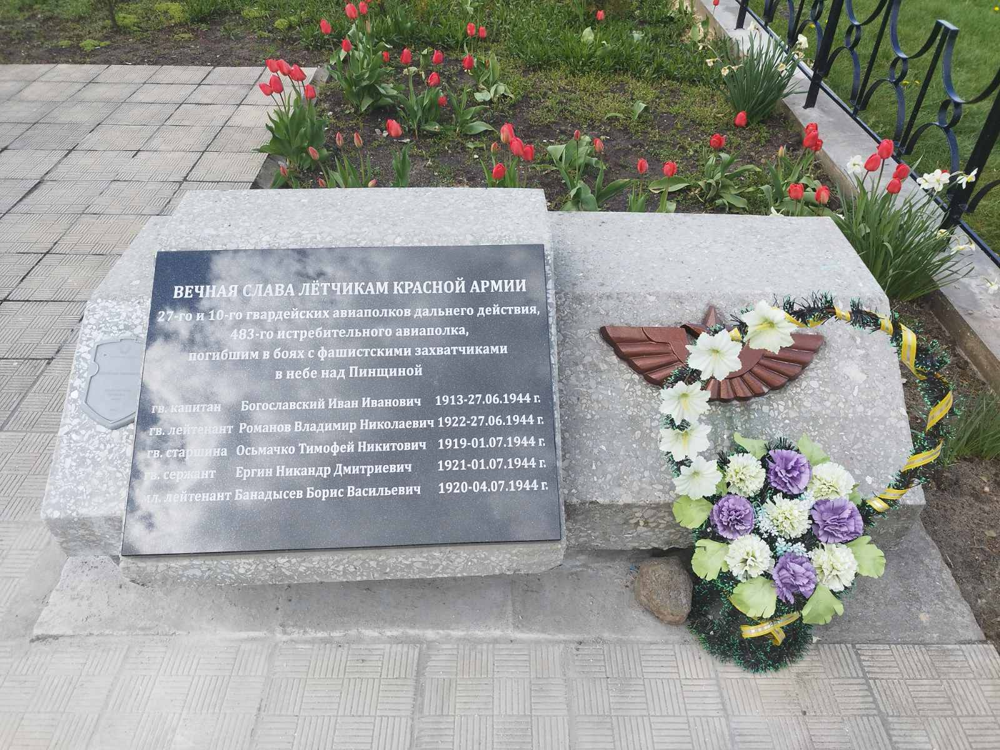 ВЕЧНАЯ СЛАВА ЛЁТЧИКАМ КРАСНОЙ АРМИИ
27-го и 10-го гвардейских авиаполков дальнего действия,
483-го истребительного авиаполка,
погибшим в боях с фашистскими захватчиками
в небе над Пинщиной
гв. капитан Богославский Иван Иванович 1913-27.06.1944 г.
гв. лейтенант Романов Владимир Николаевич 1922-27.06.1944 г.
гв. старшина Осьмачко Тимофей Никитович 1919-01.07.1944 г.
гв. сержант Ергин Никандр Дмитриевич 1921-01.07.1944 г.
мл. лейтенант Банадысев Борис Васильевич 1920-04.07.1944 г.